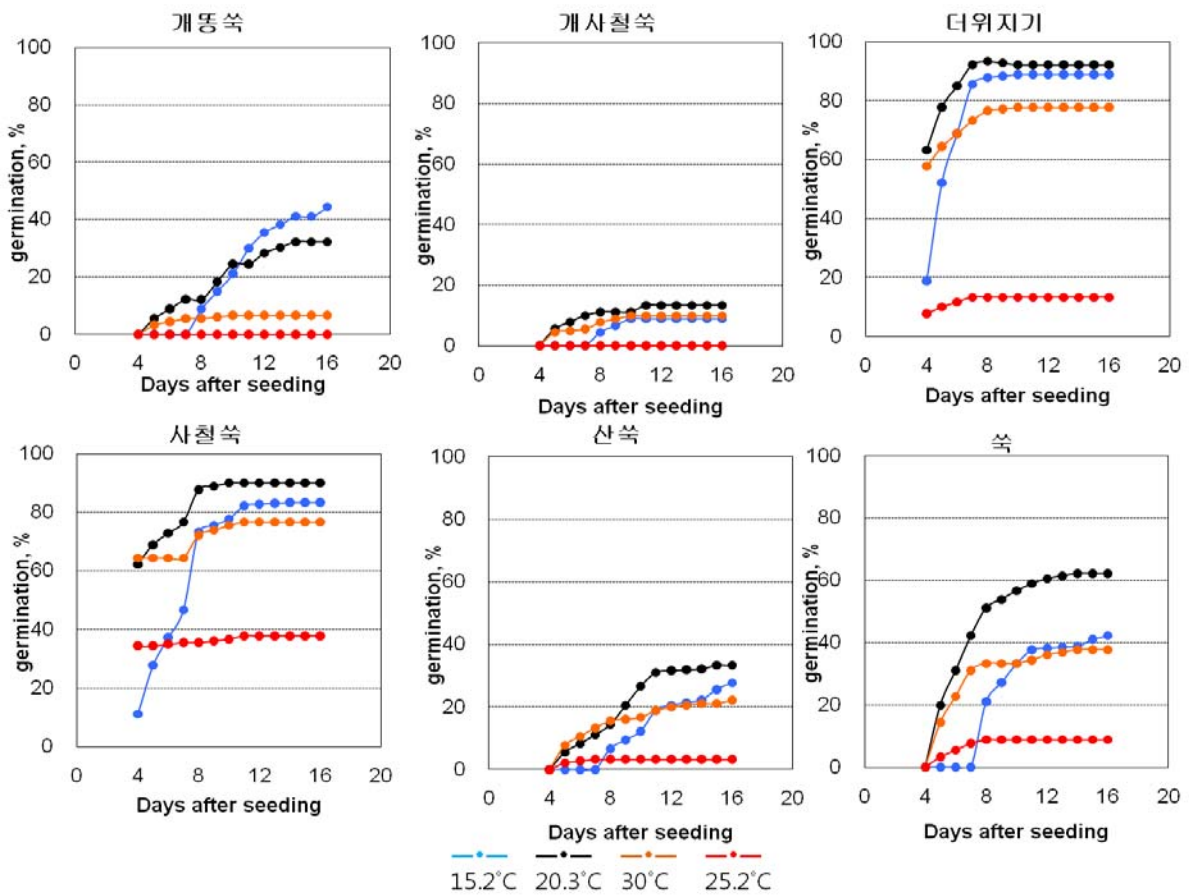 개똥쑥
100
80
60
40
20
0
germination, %
0 4 8 12 16 20
Days after seeding
개사철쑥
100
80
60
40
20
0
germination, %
0 4 8 12 16 20
Days after seeding
더위지기
100
80
60
40
20
0
germination, %
0 4 8 12 16 20
Days after seeding
사철쑥
100
80
60
40
20
0
germination, %
0 4 8 12 16 20
Days after seeding
산쑥
100
80
60
40
20
0
germination, %
0 4 8 12 16 20
Days after seeding
쑥
100
80
60
40
20
0
germination, %
0 4 8 12 16 20
Days after seeding
15.2°C 20.3°C 30°C 25.2°C